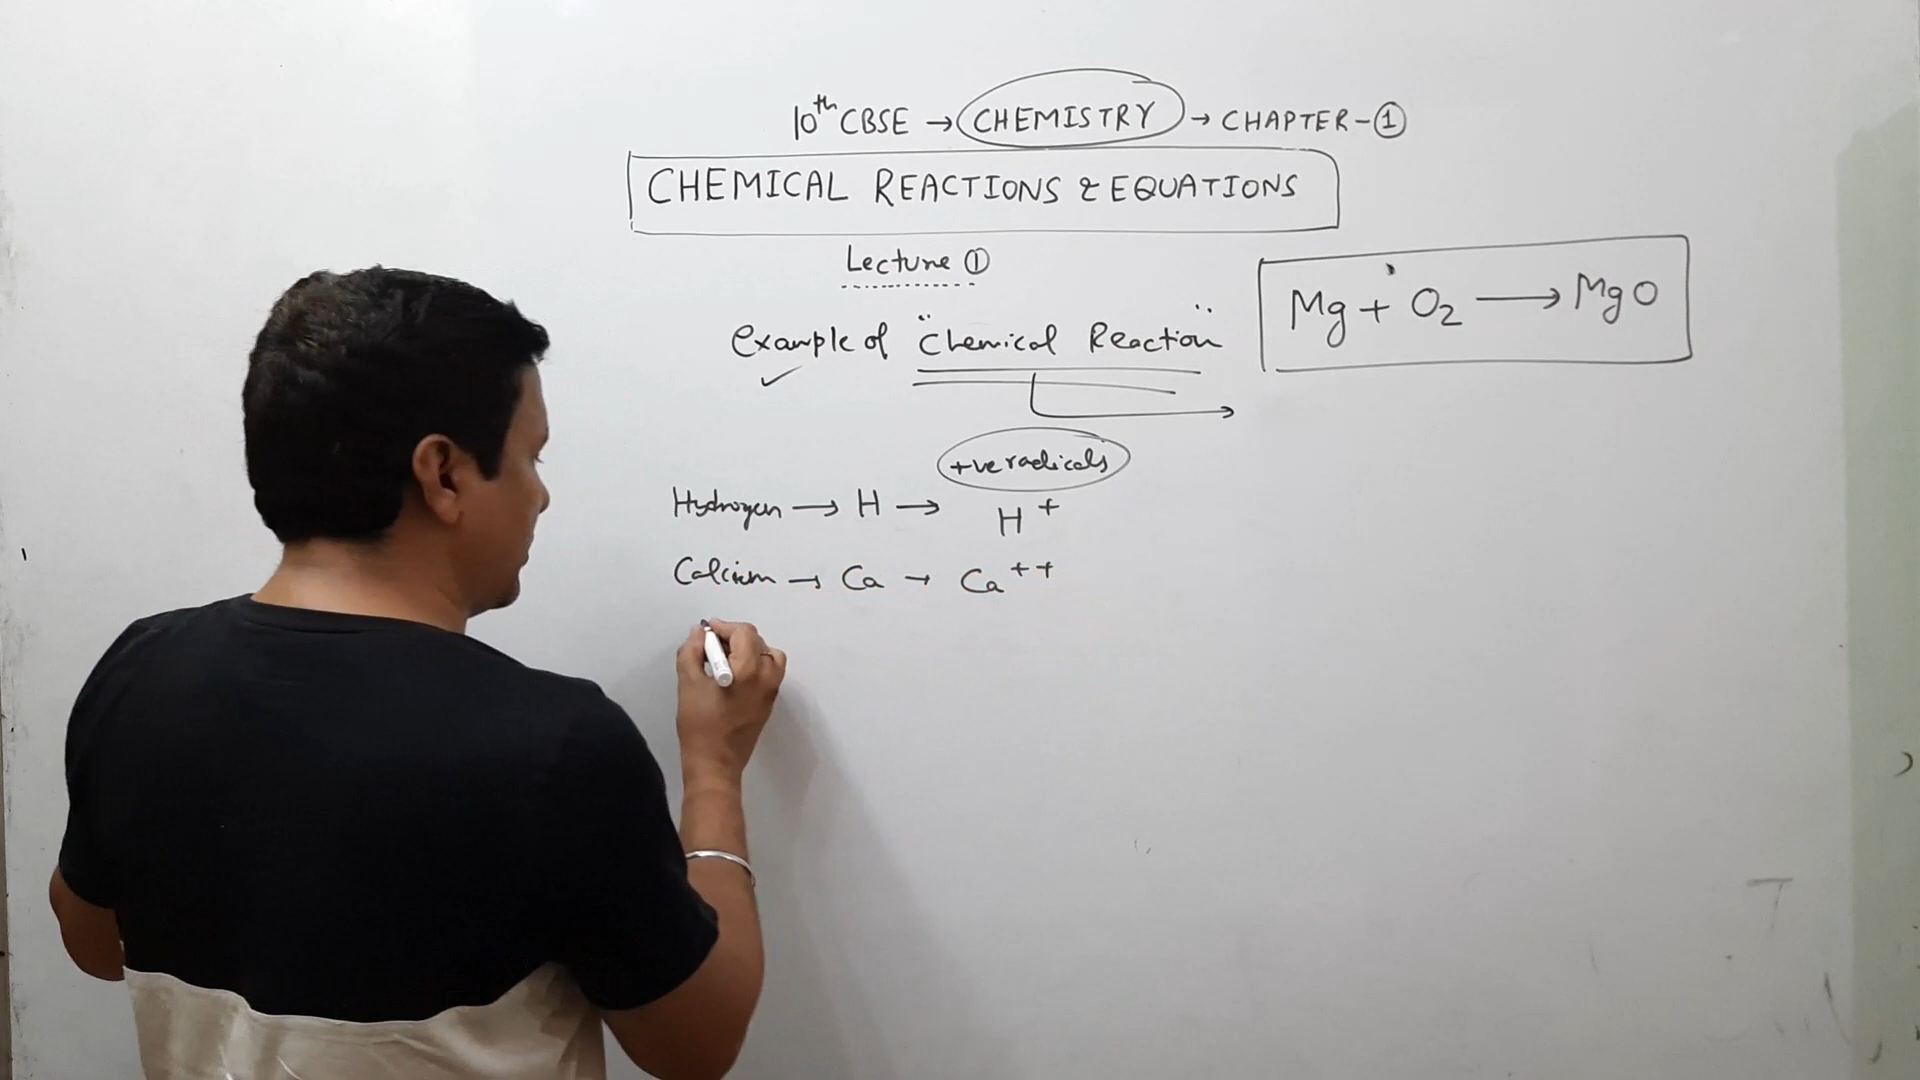 10th CBSE → CHEMISTRY → CHAPTER - 1
CHEMICAL REACTIONS & EQUATIONS
Lecture 1
Example of "Chemical Reaction"
Mg + O2 ⟶ MgO
+ve radicals
Hydrogen → H → H+
Calcium → Ca → Ca++